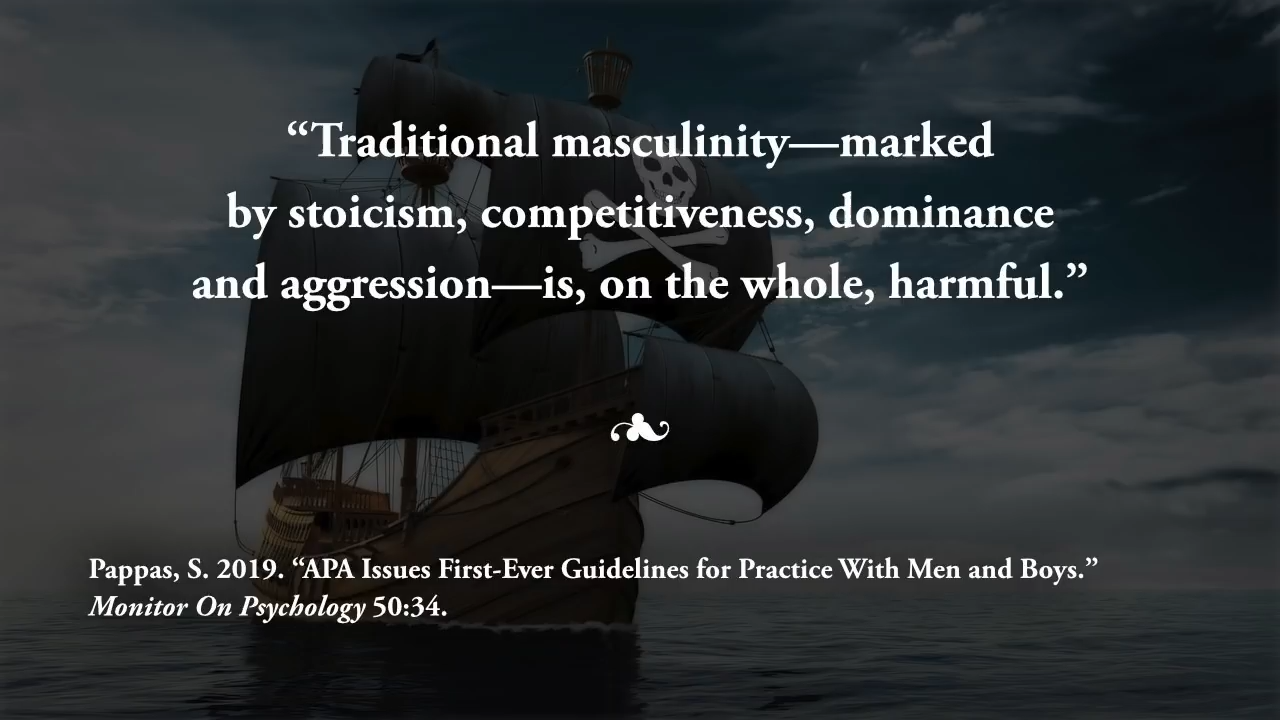 “Traditional masculinity—marked
by stoicism, competitiveness, dominance
and aggression—is, on the whole, harmful.”
Pappas, S. 2019. “APA Issues First-Ever Guidelines for Practice With Men and Boys.”
Monitor On Psychology 50:34.